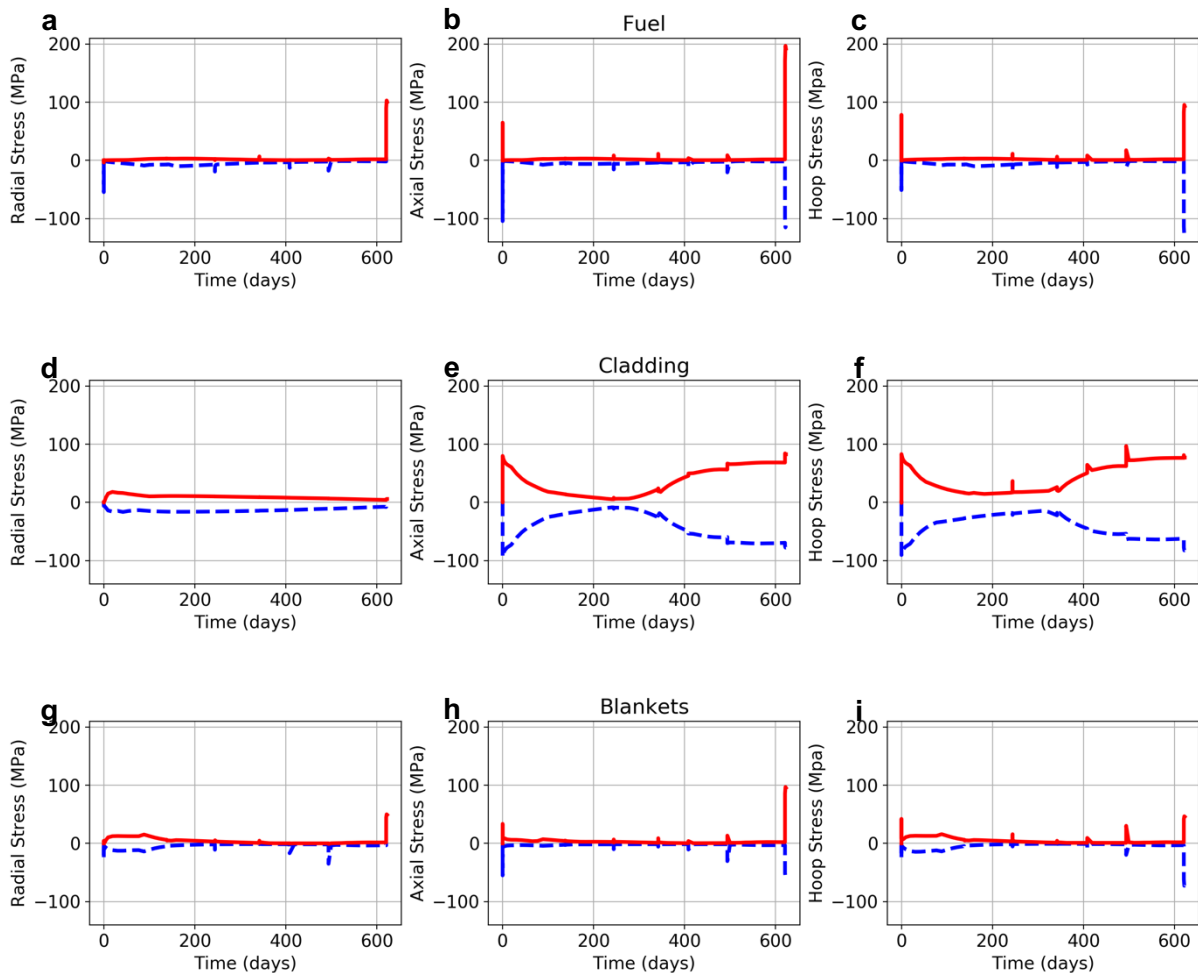 a
Radial Stress (MPa)
200
100
0
−100
0 200 400 600
Time (days)
b
Fuel
Axial Stress (MPa)
200
100
0
−100
0 200 400 600
Time (days)
c
Hoop Stress (Mpa)
200
100
0
−100
0 200 400 600
Time (days)
d
Radial Stress (MPa)
200
100
0
−100
0 200 400 600
Time (days)
e
Cladding
Axial Stress (MPa)
200
100
0
−100
0 200 400 600
Time (days)
f
Hoop Stress (Mpa)
200
100
0
−100
0 200 400 600
Time (days)
g
Radial Stress (MPa)
200
100
0
−100
0 200 400 600
Time (days)
h
Blankets
Axial Stress (MPa)
200
100
0
−100
0 200 400 600
Time (days)
i
Hoop Stress (Mpa)
200
100
0
−100
0 200 400 600
Time (days)